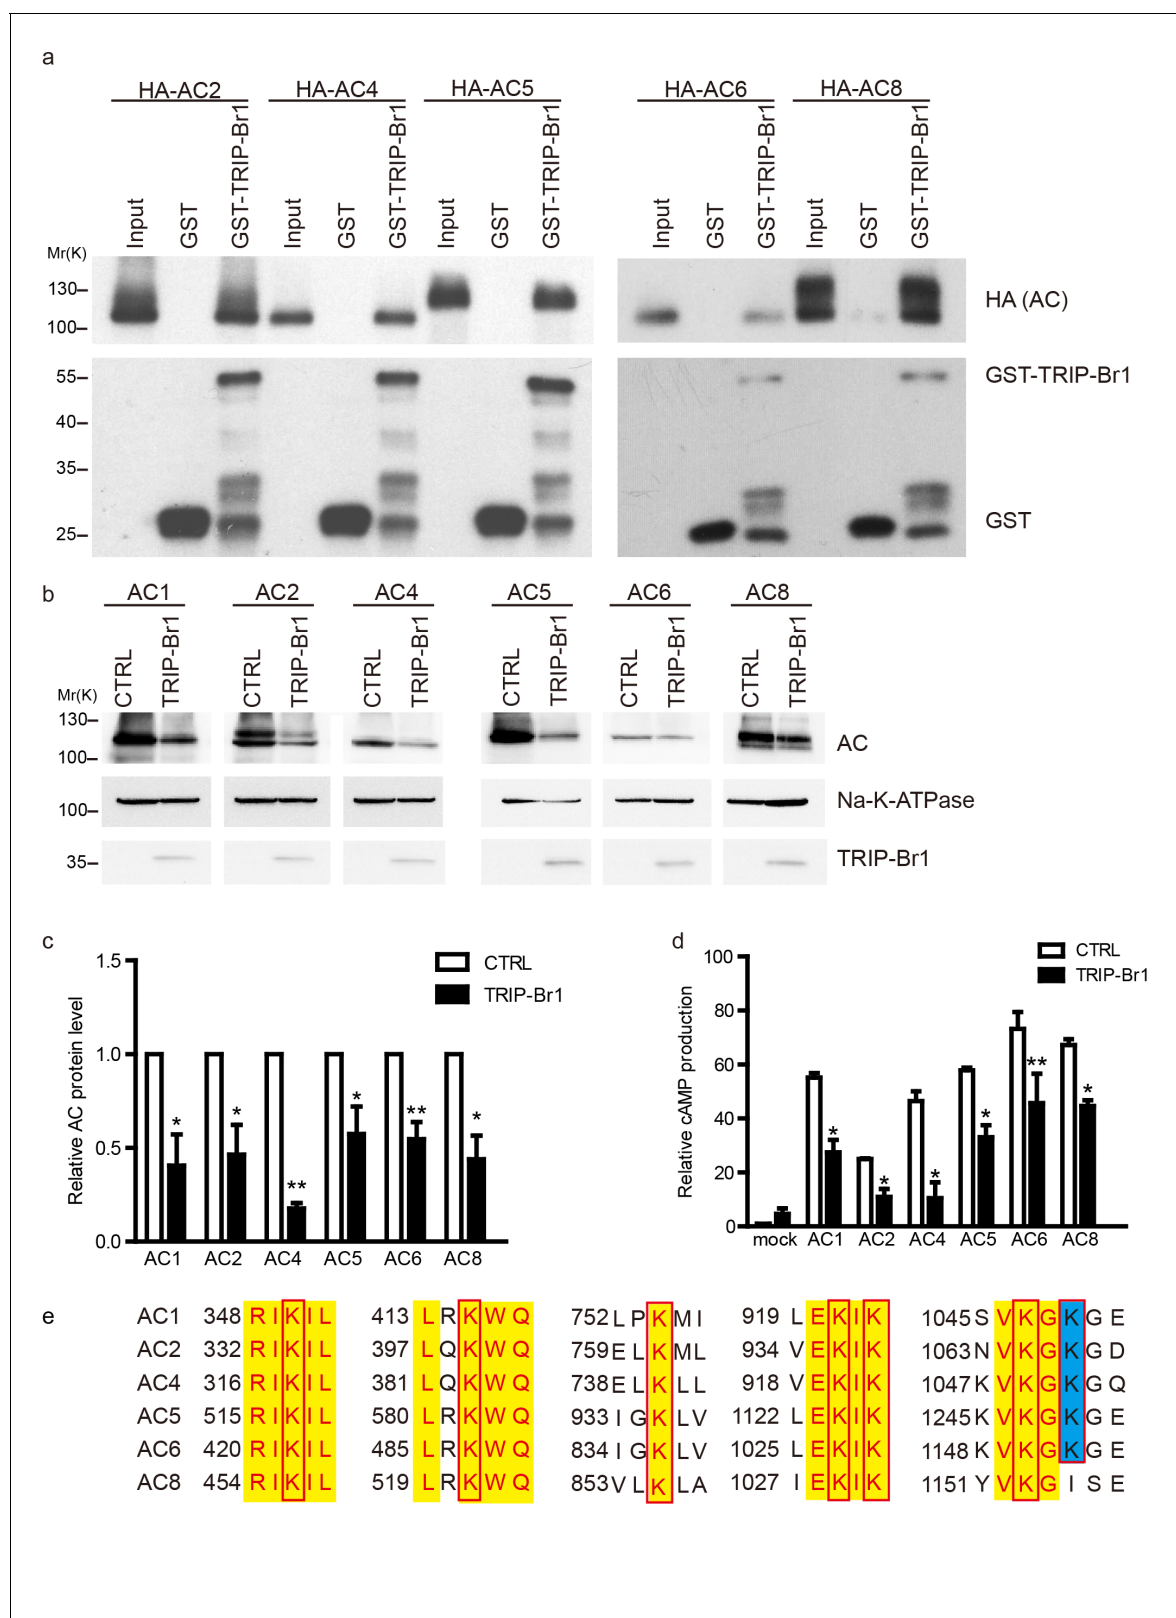 a
HA-AC2 HA-AC4 HA-AC5 HA-AC6 HA-AC8
Input GST GST-TRIP-Br1 Input GST GST-TRIP-Br1 Input GST GST-TRIP-Br1 Input GST GST-TRIP-Br1 Input GST GST-TRIP-Br1
Mr(K)
130
HA (AC)
100
55
GST-TRIP-Br1
40
35
25
GST
b
AC1 AC2 AC4 AC5 AC6 AC8
CTRL TRIP-Br1 CTRL TRIP-Br1 CTRL TRIP-Br1 CTRL TRIP-Br1 CTRL TRIP-Br1 CTRL TRIP-Br1
Mr(K)
130
AC
100
100
Na-K-ATPase
35
TRIP-Br1
c
Relative AC protein level
1.5
1.0
0.5
0.0
CTRL
TRIP-Br1
* * ** * ** *
AC1 AC2 AC4 AC5 AC6 AC8
d
Relative cAMP production
100
80
60
40
20
0
CTRL
TRIP-Br1
* * * * ** *
mock AC1 AC2 AC4 AC5 AC6 AC8
e
AC1 348 R I K I L 413 L R K W Q 752 L P K M I 919 L E K I K 1045 S V K G K G E
AC2 332 R I K I L 397 L Q K W Q 759 E L K M L 934 V E K I K 1063 N V K G K G D
AC4 316 R I K I L 381 L Q K W Q 738 E L K L L 918 V E K I K 1047 K V K G K G Q
AC5 515 R I K I L 580 L R K W Q 933 I G K L V 1122 L E K I K 1245 K V K G K G E
AC6 420 R I K I L 485 L R K W Q 834 I G K L V 1025 L E K I K 1148 K V K G K G E
AC8 454 R I K I L 519 L R K W Q 853 V L K L A 1027 I E K I K 1151 Y V K G I S E